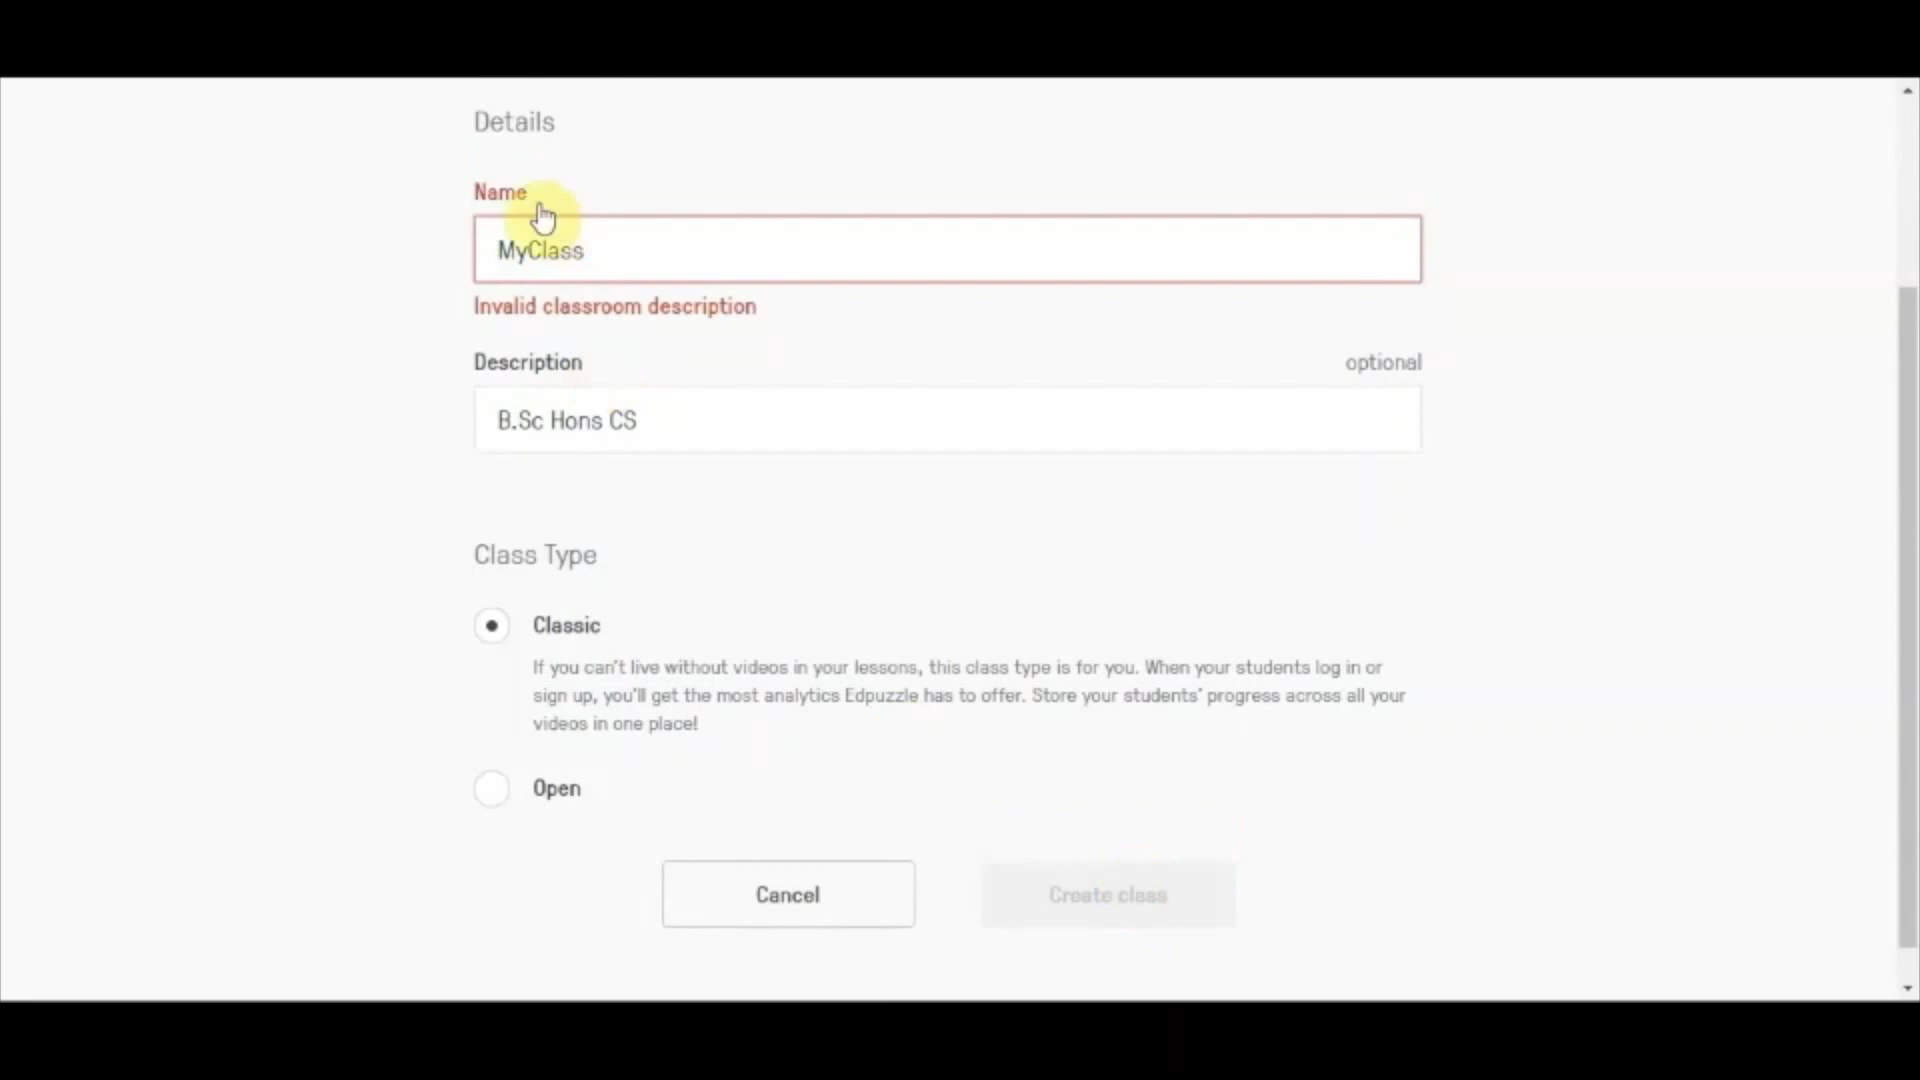 Details
Name
MyClass
Invalid classroom description
Description optional
B.Sc Hons CS
Class Type
Classic
If you can't live without videos in your lessons, this class type is for you. When your students log in or
sign up, you'll get the most analytics Edpuzzle has to offer. Store your students' progress across all your
videos in one place!
Open
Cancel Create class